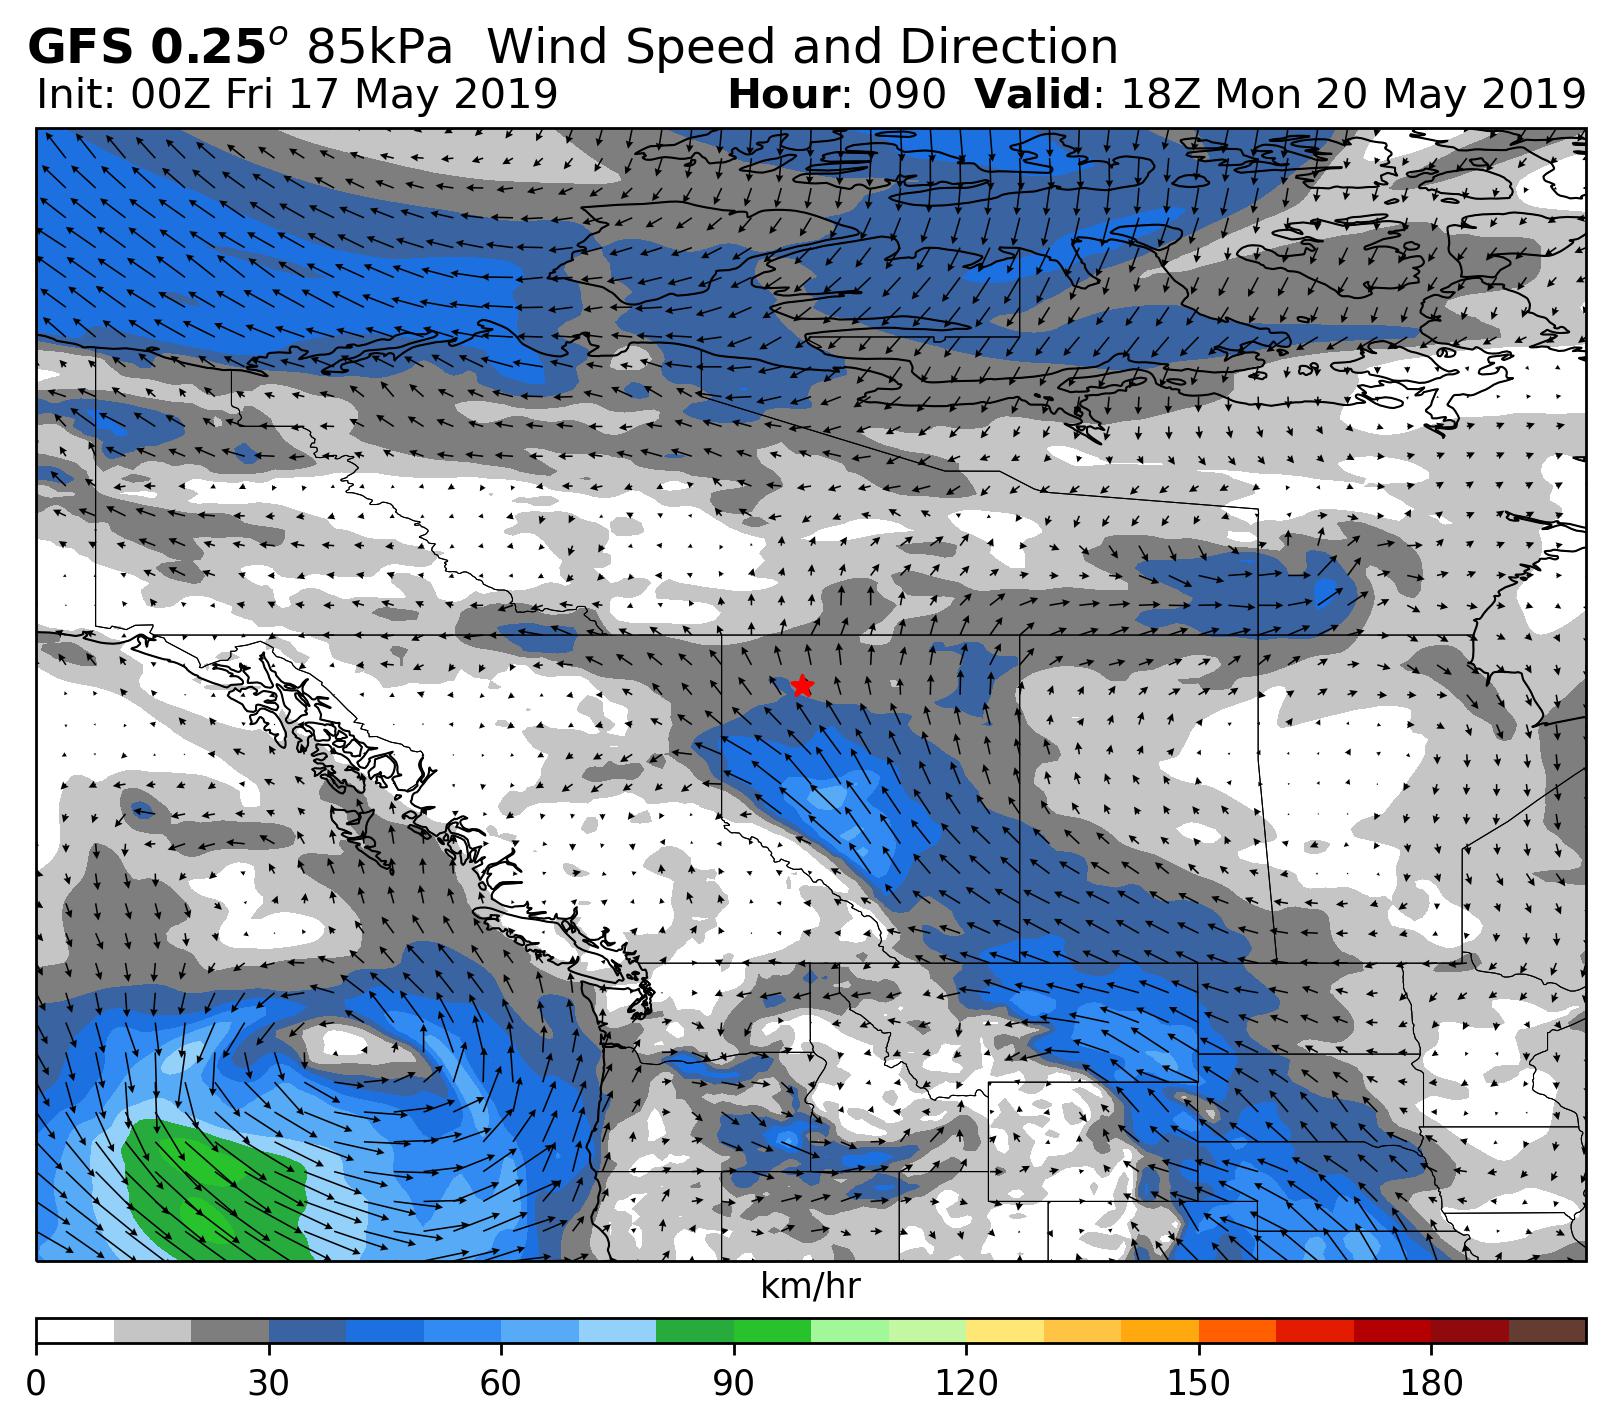 GFS 0.25° 85kPa Wind Speed and Direction
Init: 00Z Fri 17 May 2019 Hour: 090 Valid: 18Z Mon 20 May 2019
km/hr
0 30 60 90 120 150 180